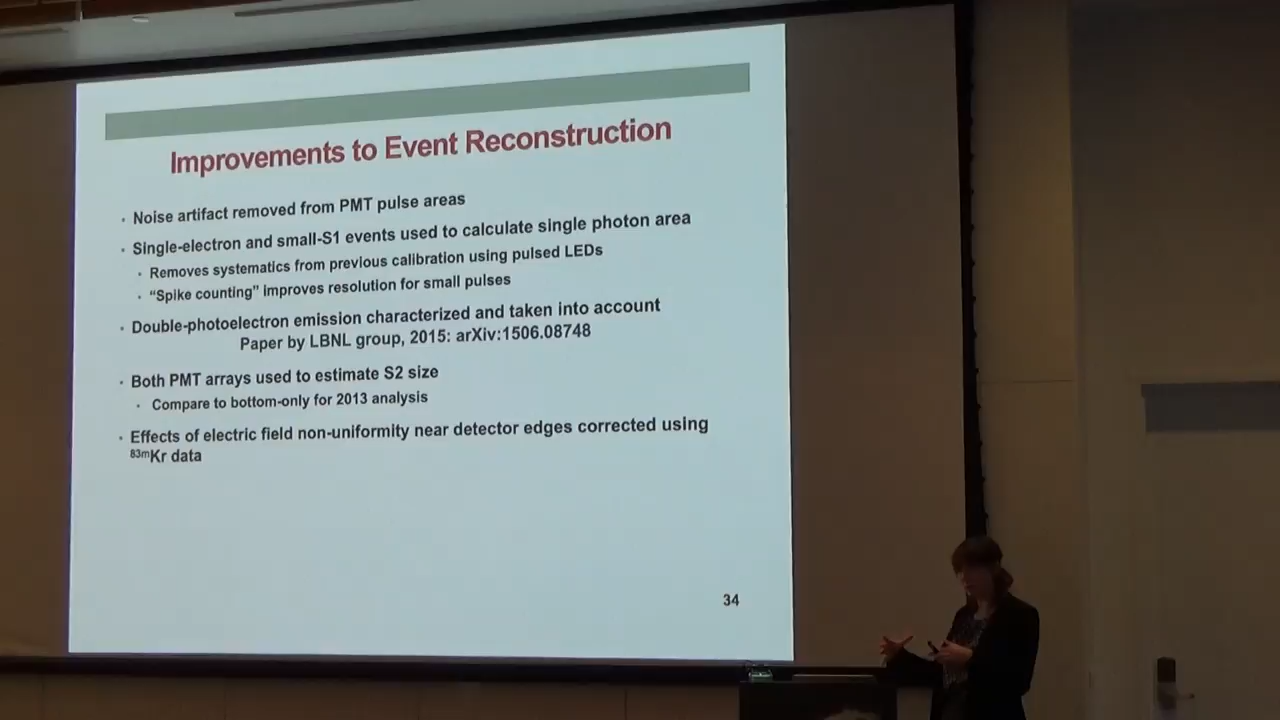 Improvements to Event Reconstruction
• Noise artifact removed from PMT pulse areas
• Single-electron and small-S1 events used to calculate single photon area
• Removes systematics from previous calibration using pulsed LEDs
• “Spike counting” improves resolution for small pulses
• Double-photoelectron emission characterized and taken into account
Paper by LBNL group, 2015: arXiv:1506.08748
• Both PMT arrays used to estimate S2 size
• Compare to bottom-only for 2013 analysis
• Effects of electric field non-uniformity near detector edges corrected using
83mKr data
34